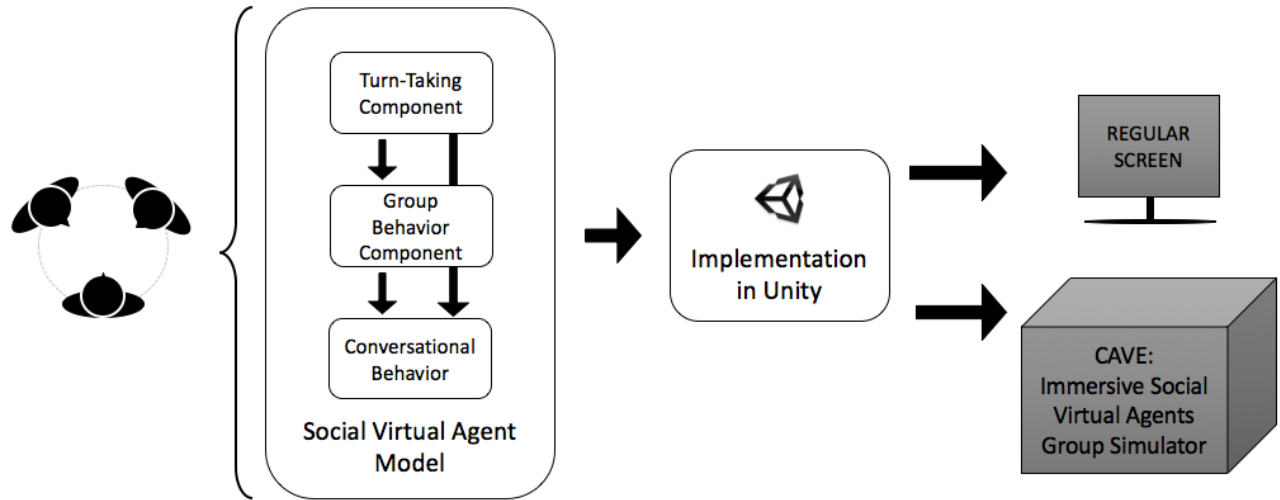 Turn-Taking
Component
Group
Behavior
Component
Conversational
Behavior
Social Virtual Agent
Model
Implementation
in Unity
REGULAR
SCREEN
CAVE:
Immersive Social
Virtual Agents
Group Simulator